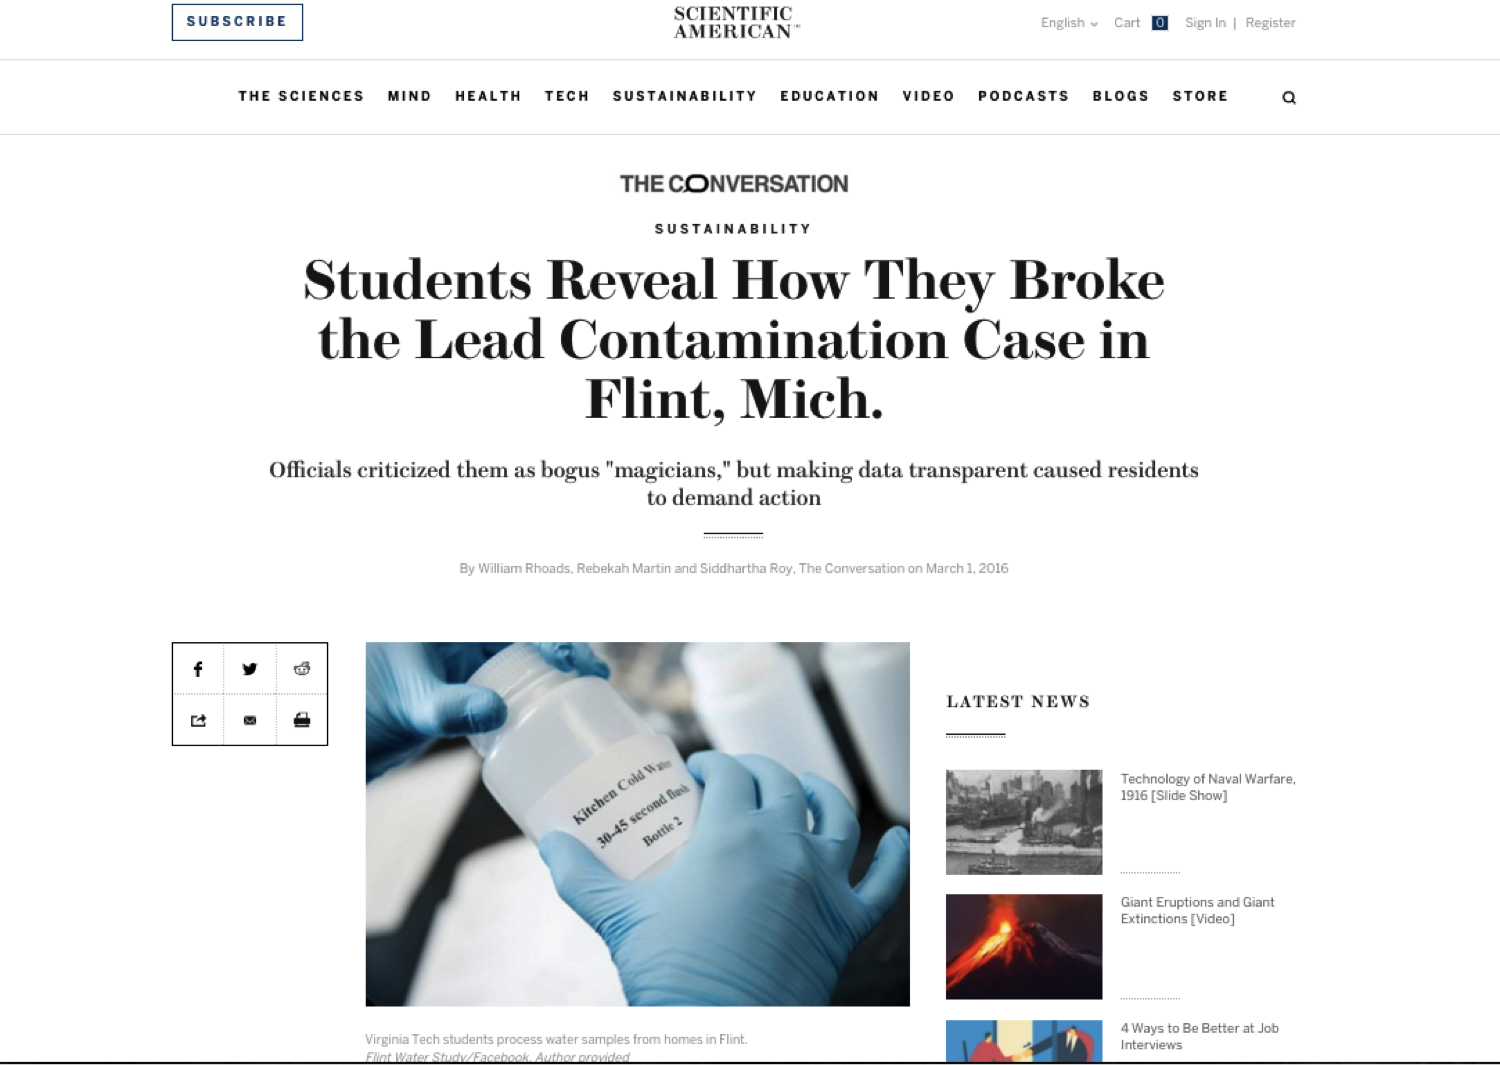 SUBSCRIBE
SCIENTIFIC
AMERICAN™
English Cart 0 Sign In | Register
THE SCIENCES MIND HEALTH TECH SUSTAINABILITY EDUCATION VIDEO PODCASTS BLOGS STORE
THE CONVERSATION
SUSTAINABILITY
Students Reveal How They Broke
the Lead Contamination Case in
Flint, Mich.
Officials criticized them as bogus "magicians," but making data transparent caused residents
to demand action
By William Rhoads, Rebekah Martin and Siddhartha Roy, The Conversation on March 1, 2016
Kitchen Cold Water
30-45 second flush
Bottle 2
Virginia Tech students process water samples from homes in Flint.
Flint Water Study/Facebook, Author provided
LATEST NEWS
Technology of Naval Warfare,
1916 [Slide Show]
Giant Eruptions and Giant
Extinctions [Video]
4 Ways to Be Better at Job
Interviews